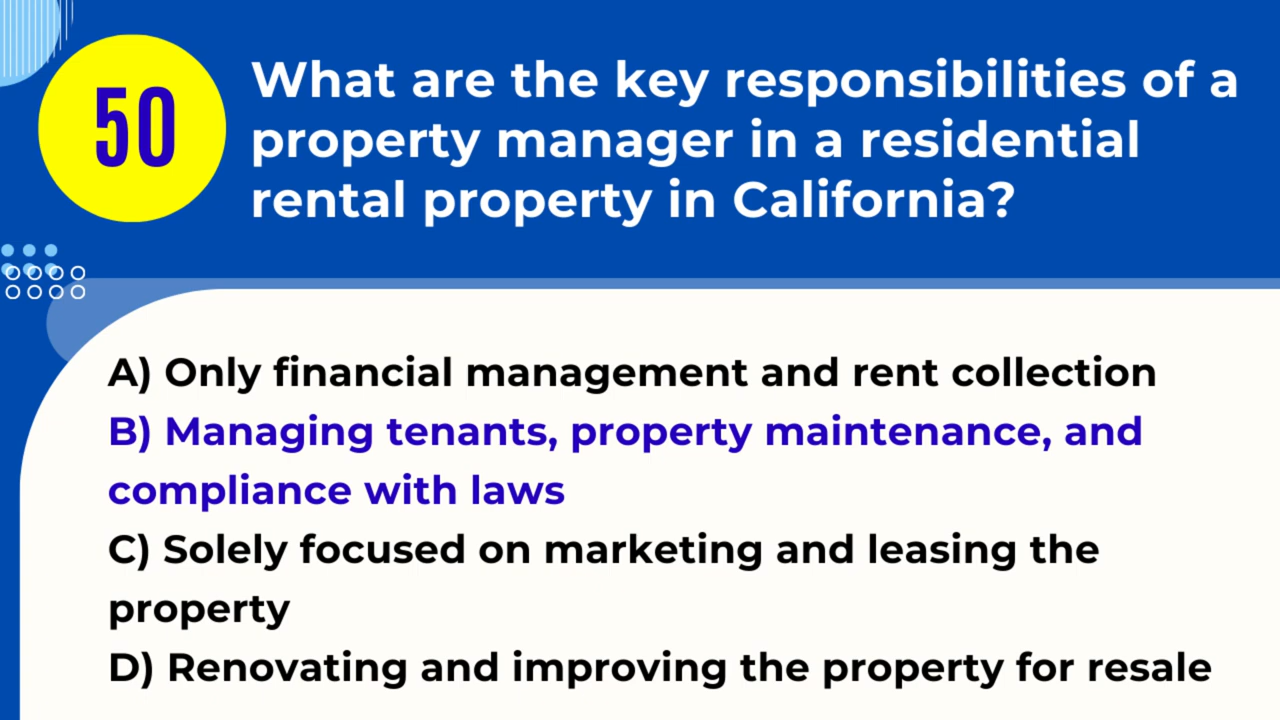 50
What are the key responsibilities of a
property manager in a residential
rental property in California?
A) Only financial management and rent collection
B) Managing tenants, property maintenance, and
compliance with laws
C) Solely focused on marketing and leasing the
property
D) Renovating and improving the property for resale